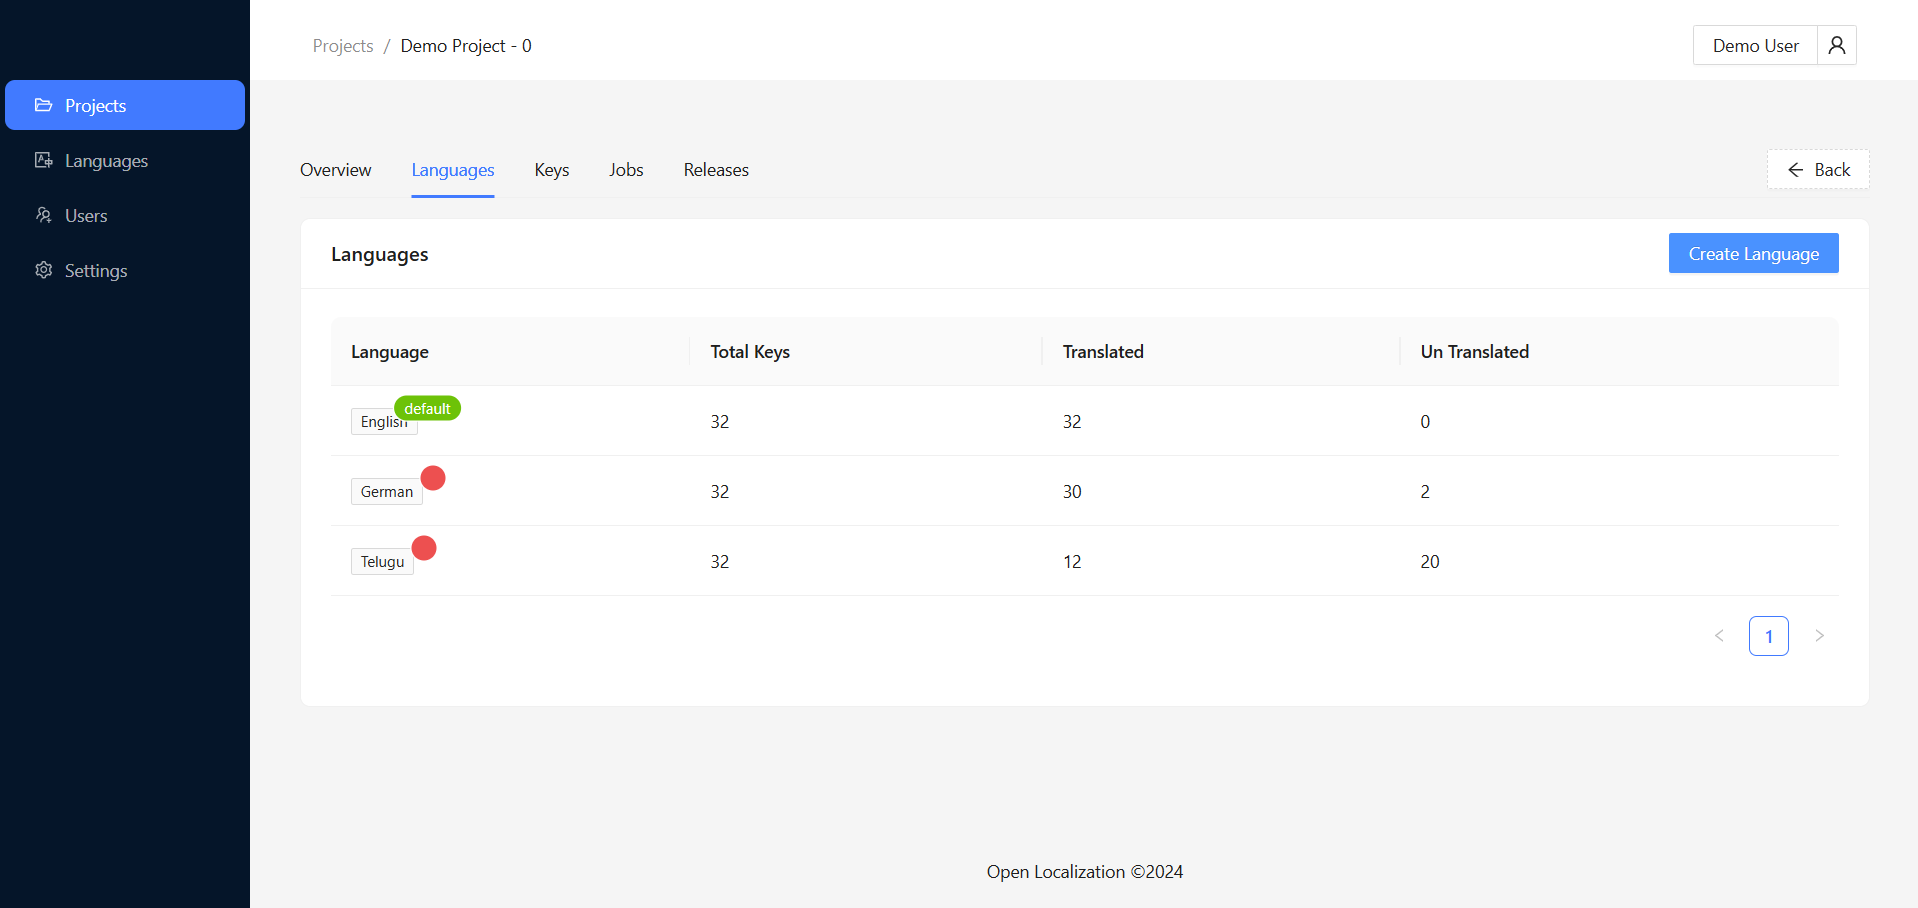 Projects / Demo Project - 0
Demo User
Projects
Languages
Users
Settings
Overview Languages Keys Jobs Releases
Back
Languages
Create Language
Language Total Keys Translated Un Translated
English default 32 32 0
German 32 30 2
Telugu 32 12 20
< 1 >
Open Localization ©2024